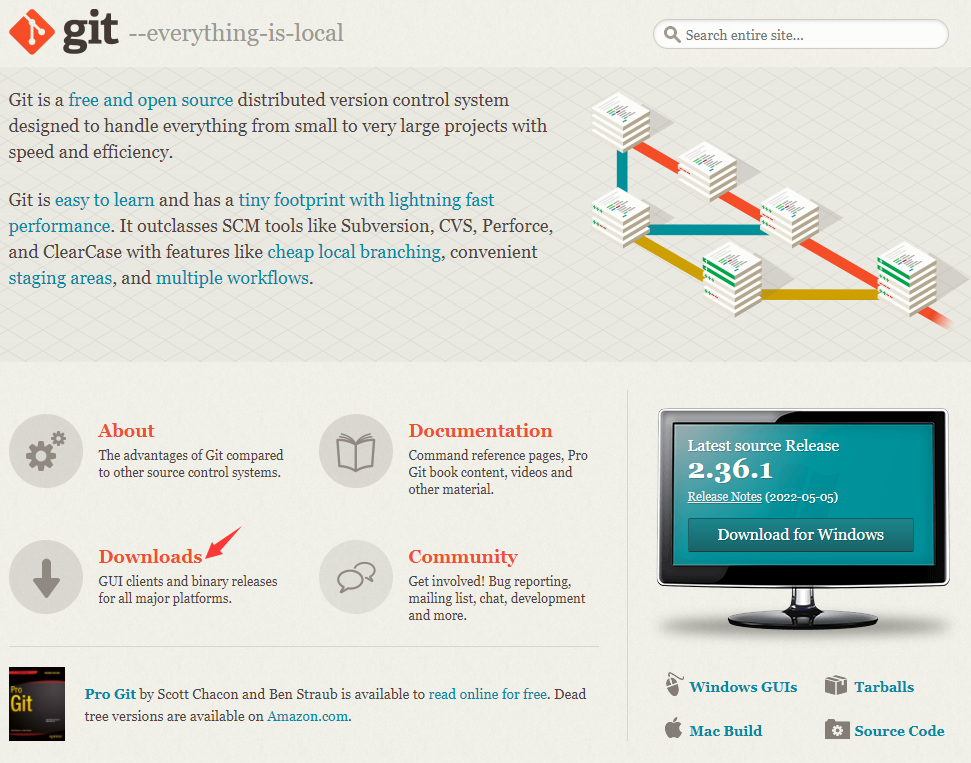 git --everything-is-local
Search entire site...
Git is a free and open source distributed version control system
designed to handle everything from small to very large projects with
speed and efficiency.
Git is easy to learn and has a tiny footprint with lightning fast
performance. It outclasses SCM tools like Subversion, CVS, Perforce,
and ClearCase with features like cheap local branching, convenient
staging areas, and multiple workflows.
About
The advantages of Git compared
to other source control systems.
Documentation
Command reference pages, Pro
Git book content, videos and
other material.
Downloads
GUI clients and binary releases
for all major platforms.
Community
Get involved! Bug reporting,
mailing list, chat, development
and more.
Pro
Git
Pro Git by Scott Chacon and Ben Straub is available to read online for free. Dead
tree versions are available on Amazon.com.
Latest source Release
2.36.1
Release Notes (2022-05-05)
Download for Windows
Windows GUIs
Tarballs
Mac Build
Source Code